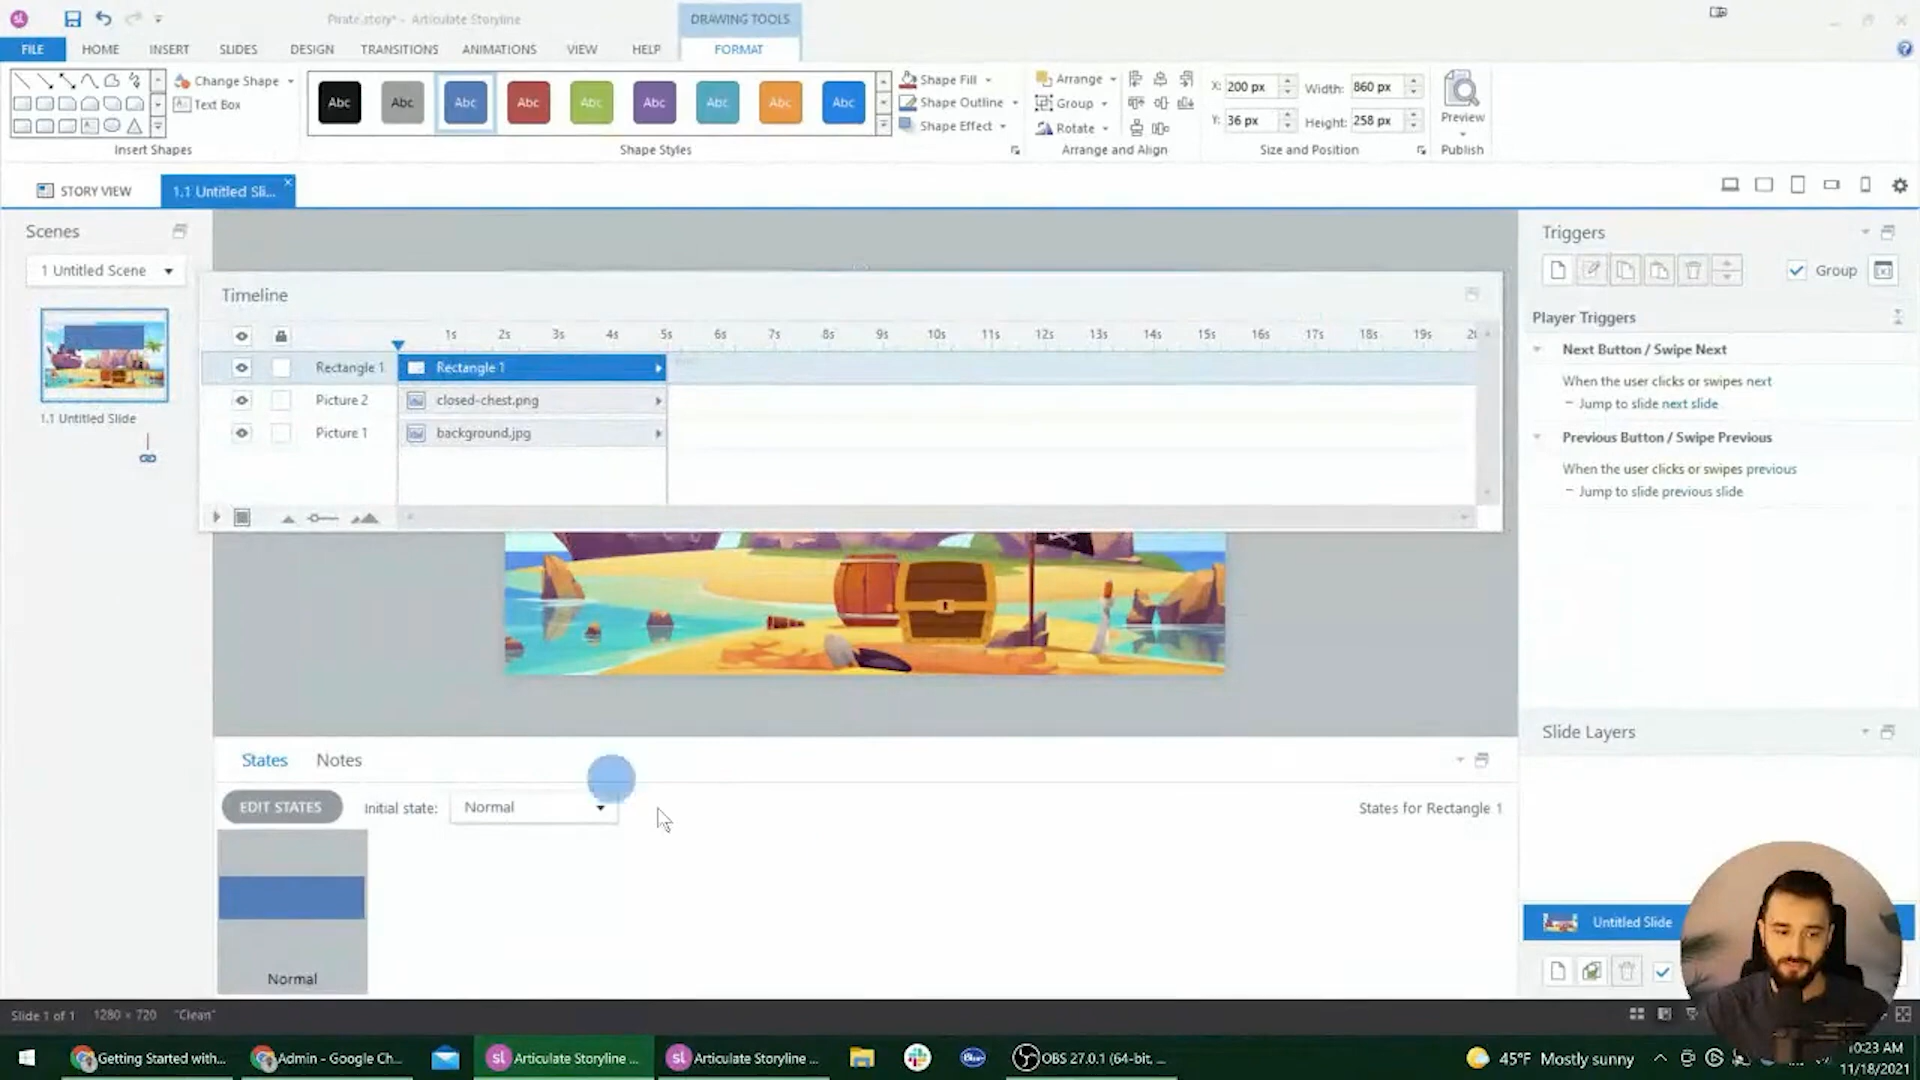 Pirate.story* - Articulate Storyline
DRAWING TOOLS
FILE HOME INSERT SLIDES DESIGN TRANSITIONS ANIMATIONS VIEW HELP FORMAT
Change Shape
Text Box
Insert Shapes
Abc Abc Abc Abc Abc Abc Abc Abc Abc
Shape Styles
Shape Fill
Shape Outline
Shape Effect
Arrange
Group
Rotate
Arrange and Align
X: 200 px Width: 860 px
Y: 36 px Height: 258 px
Size and Position
Preview
Publish
STORY VIEW
1.1 Untitled Sli...
Scenes
1 Untitled Scene
1.1 Untitled Slide
Timeline
1s 2s 3s 4s 5s 6s 7s 8s 9s 10s 11s 12s 13s 14s 15s 16s 17s 18s 19s
Rectangle 1 Rectangle 1
Picture 2 closed-chest.png
Picture 1 background.jpg
Triggers
Group
Player Triggers
Next Button / Swipe Next
When the user clicks or swipes next
Jump to slide next slide
Previous Button / Swipe Previous
When the user clicks or swipes previous
Jump to slide previous slide
States Notes
EDIT STATES Initial state: Normal States for Rectangle 1
Normal
Slide Layers
Untitled Slide
Slide 1 of 1 1280 × 720 "Clean"
Getting Started with...
Admin - Google Ch...
Articulate Storyline ...
Articulate Storyline ...
OBS 27.0.1 (64-bit, ...
45°F Mostly sunny
10:23 AM
11/18/2021